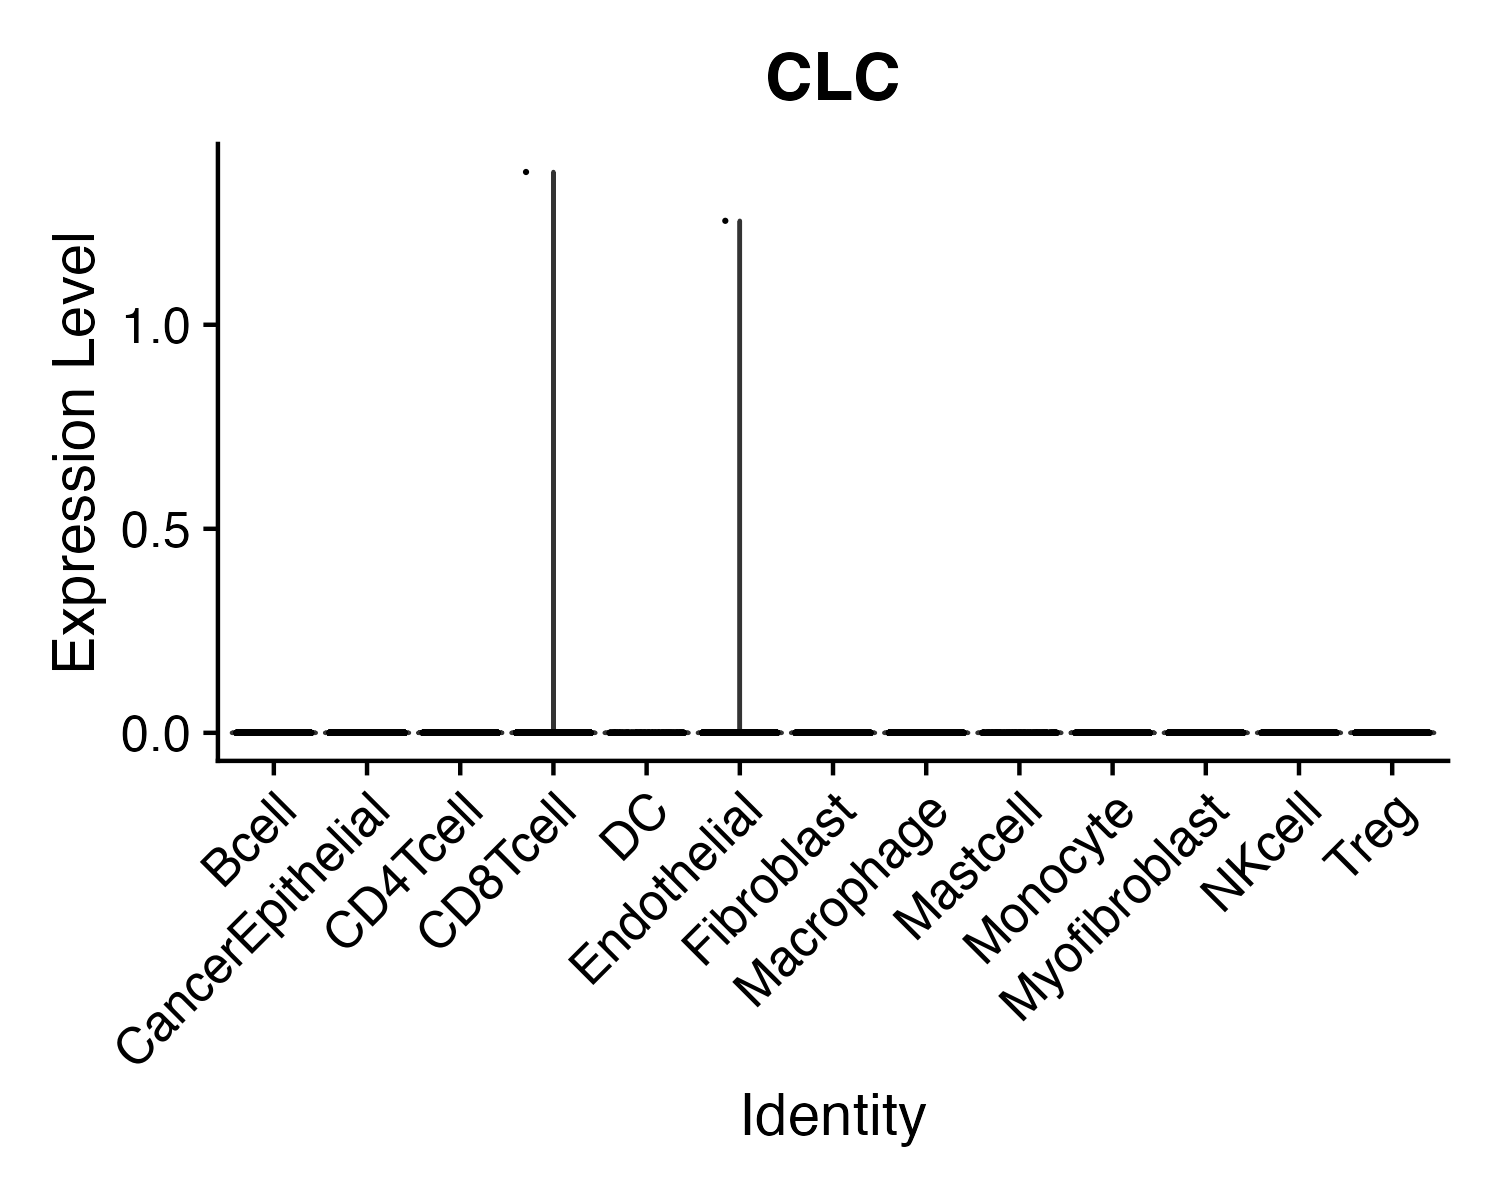 CLC
Expression Level
1.0
0.5
0.0
Bcell
CancerEpithelial
CD4Tcell
CD8Tcell
DC
Endothelial
Fibroblast
Macrophage
Mastcell
Monocyte
Myofibroblast
NKcell
Treg
Identity